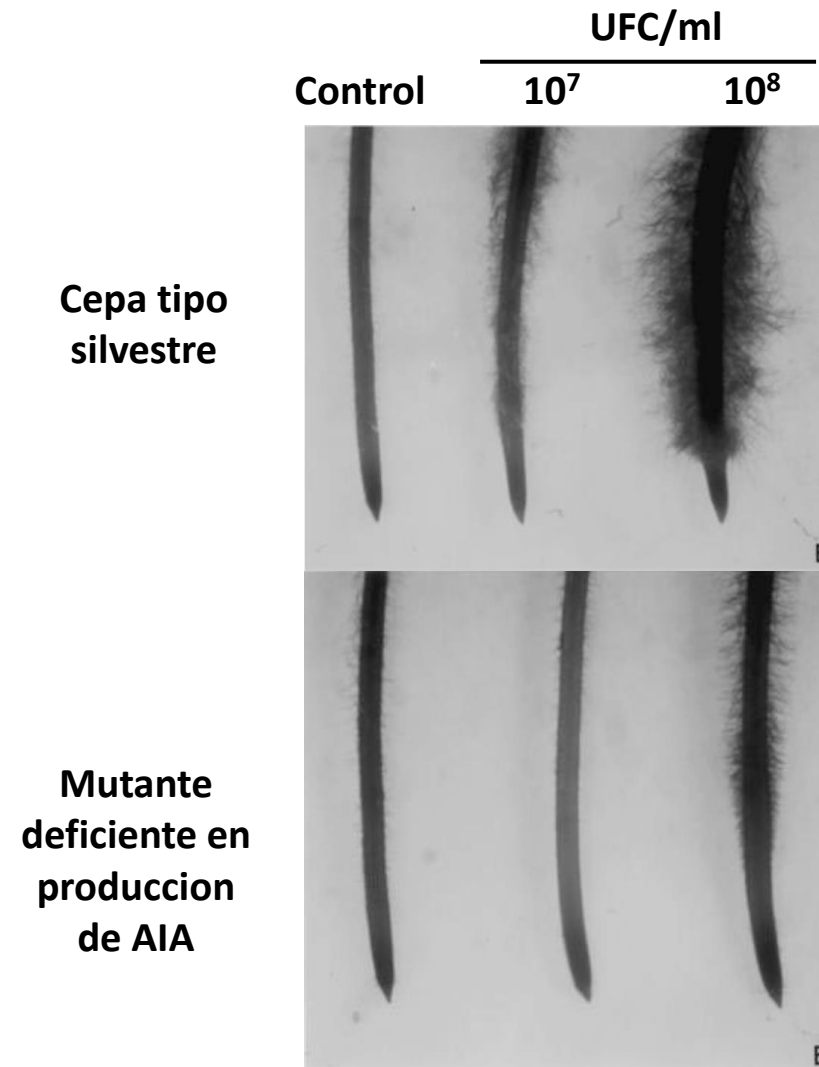 UFC/ml
Control 10⁷ 10⁸
Cepa tipo
silvestre
Mutante
deficiente en
produccion
de AIA